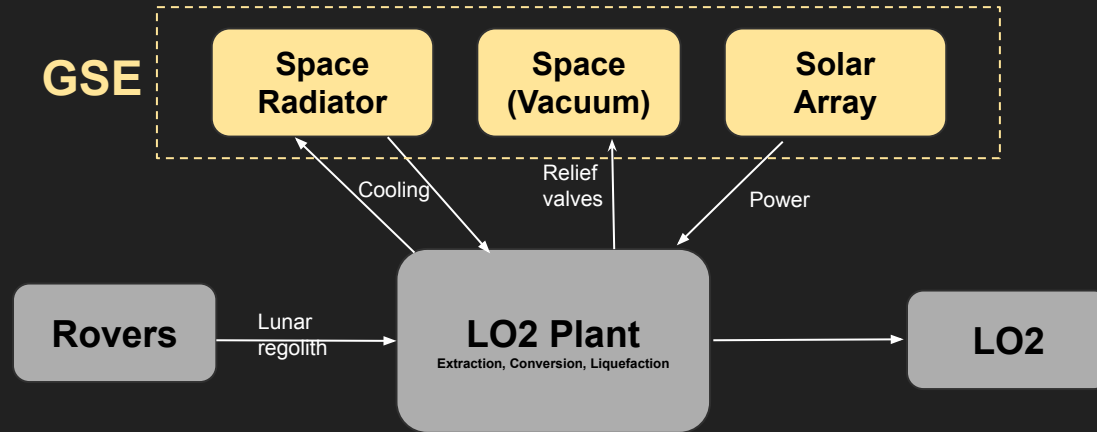 GSE
Space
Radiator
Space
(Vacuum)
Solar
Array
Cooling
Relief
valves
Power
Rovers
Lunar
regolith
LO2 Plant
Extraction, Conversion, Liquefaction
LO2